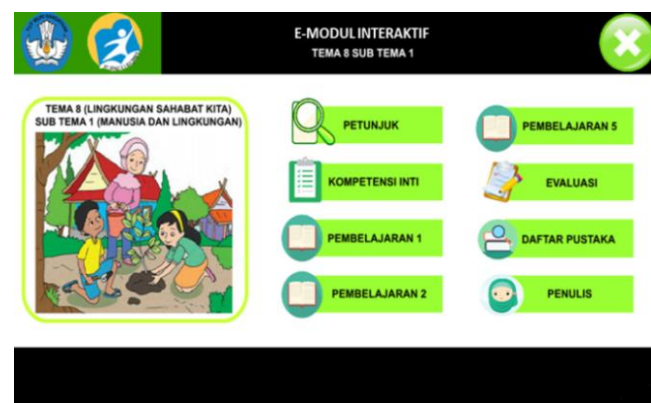 E-MODUL INTERAKTIF
TEMA 8 SUB TEMA 1
TEMA 8 (LINGKUNGAN SAHABAT KITA)
SUB TEMA 1 (MANUSIA DAN LINGKUNGAN)
PETUNJUK
KOMPETENSI INTI
PEMBELAJARAN 1
PEMBELAJARAN 2
PEMBELAJARAN 5
EVALUASI
DAFTAR PUSTAKA
PENULIS